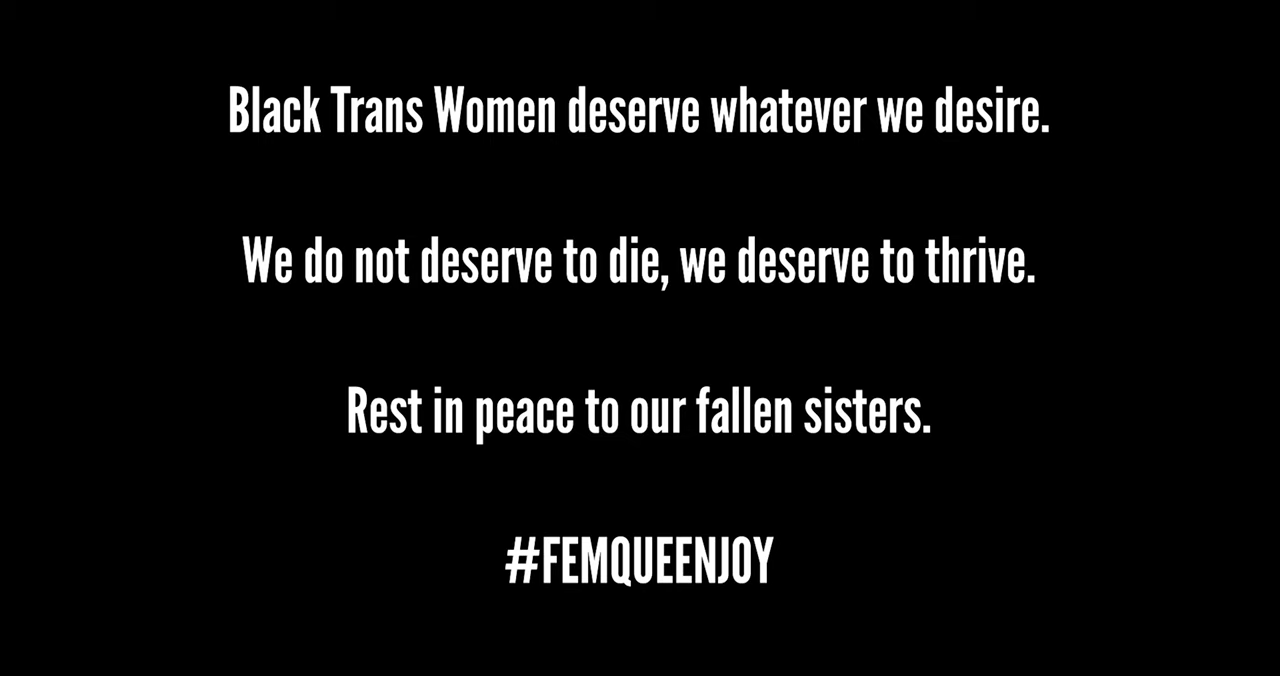 Black Trans Women deserve whatever we desire.
We do not deserve to die, we deserve to thrive.
Rest in peace to our fallen sisters.
#FEMQUEENJOY